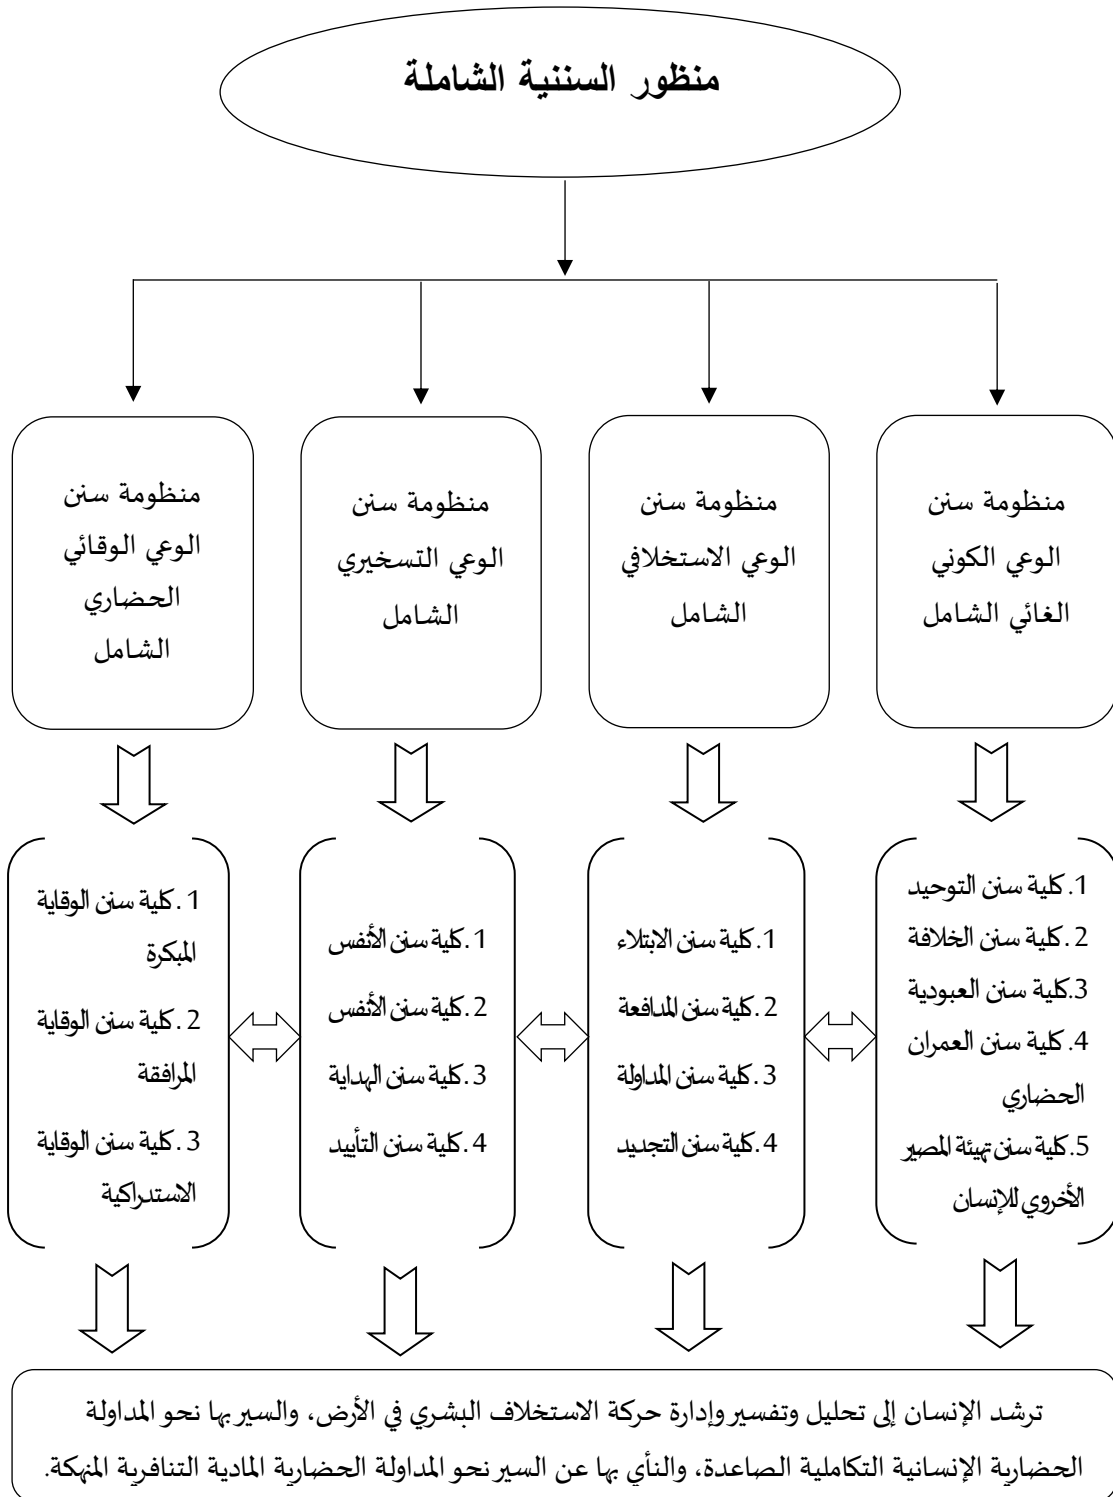 منظور السننية الشاملة
منظومة سنن
الوعي الكوني
الغائي الشامل
منظومة سنن
الوعي الاستخلافي
الشامل
منظومة سنن
الوعي التسخيري
الشامل
منظومة سنن
الوعي الوقائي
الحضاري
الشامل
1.كلية سنن التوحيد
2.كلية سنن الخلافة
3.كلية سنن العبودية
4.كلية سنن العمران
الحضاري
5.كلية سنن تهيئة المصير
الأخروي للإنسان
1.كلية سنن الابتلاء
2.كلية سنن المدافعة
3.كلية سنن المداولة
4.كلية سنن التجديد
1.كلية سنن الأنفس
2.كلية سنن الأنفس
3.كلية سنن الهداية
4.كلية سنن التأييد
1.كلية سنن الوقاية
المبكرة
2.كلية سنن الوقاية
المرافقة
3.كلية سنن الوقاية
الاستدراكية
ترشد الإنسان إلى تحليل وتفسير وإدارة حركة الاستخلاف البشري في الأرض، والسير بها نحو المداولة
الحضارية الإنسانية التكاملية الصاعدة، والنأي بها عن السير نحو المداولة الحضارية المادية التنافرية المنهكة.